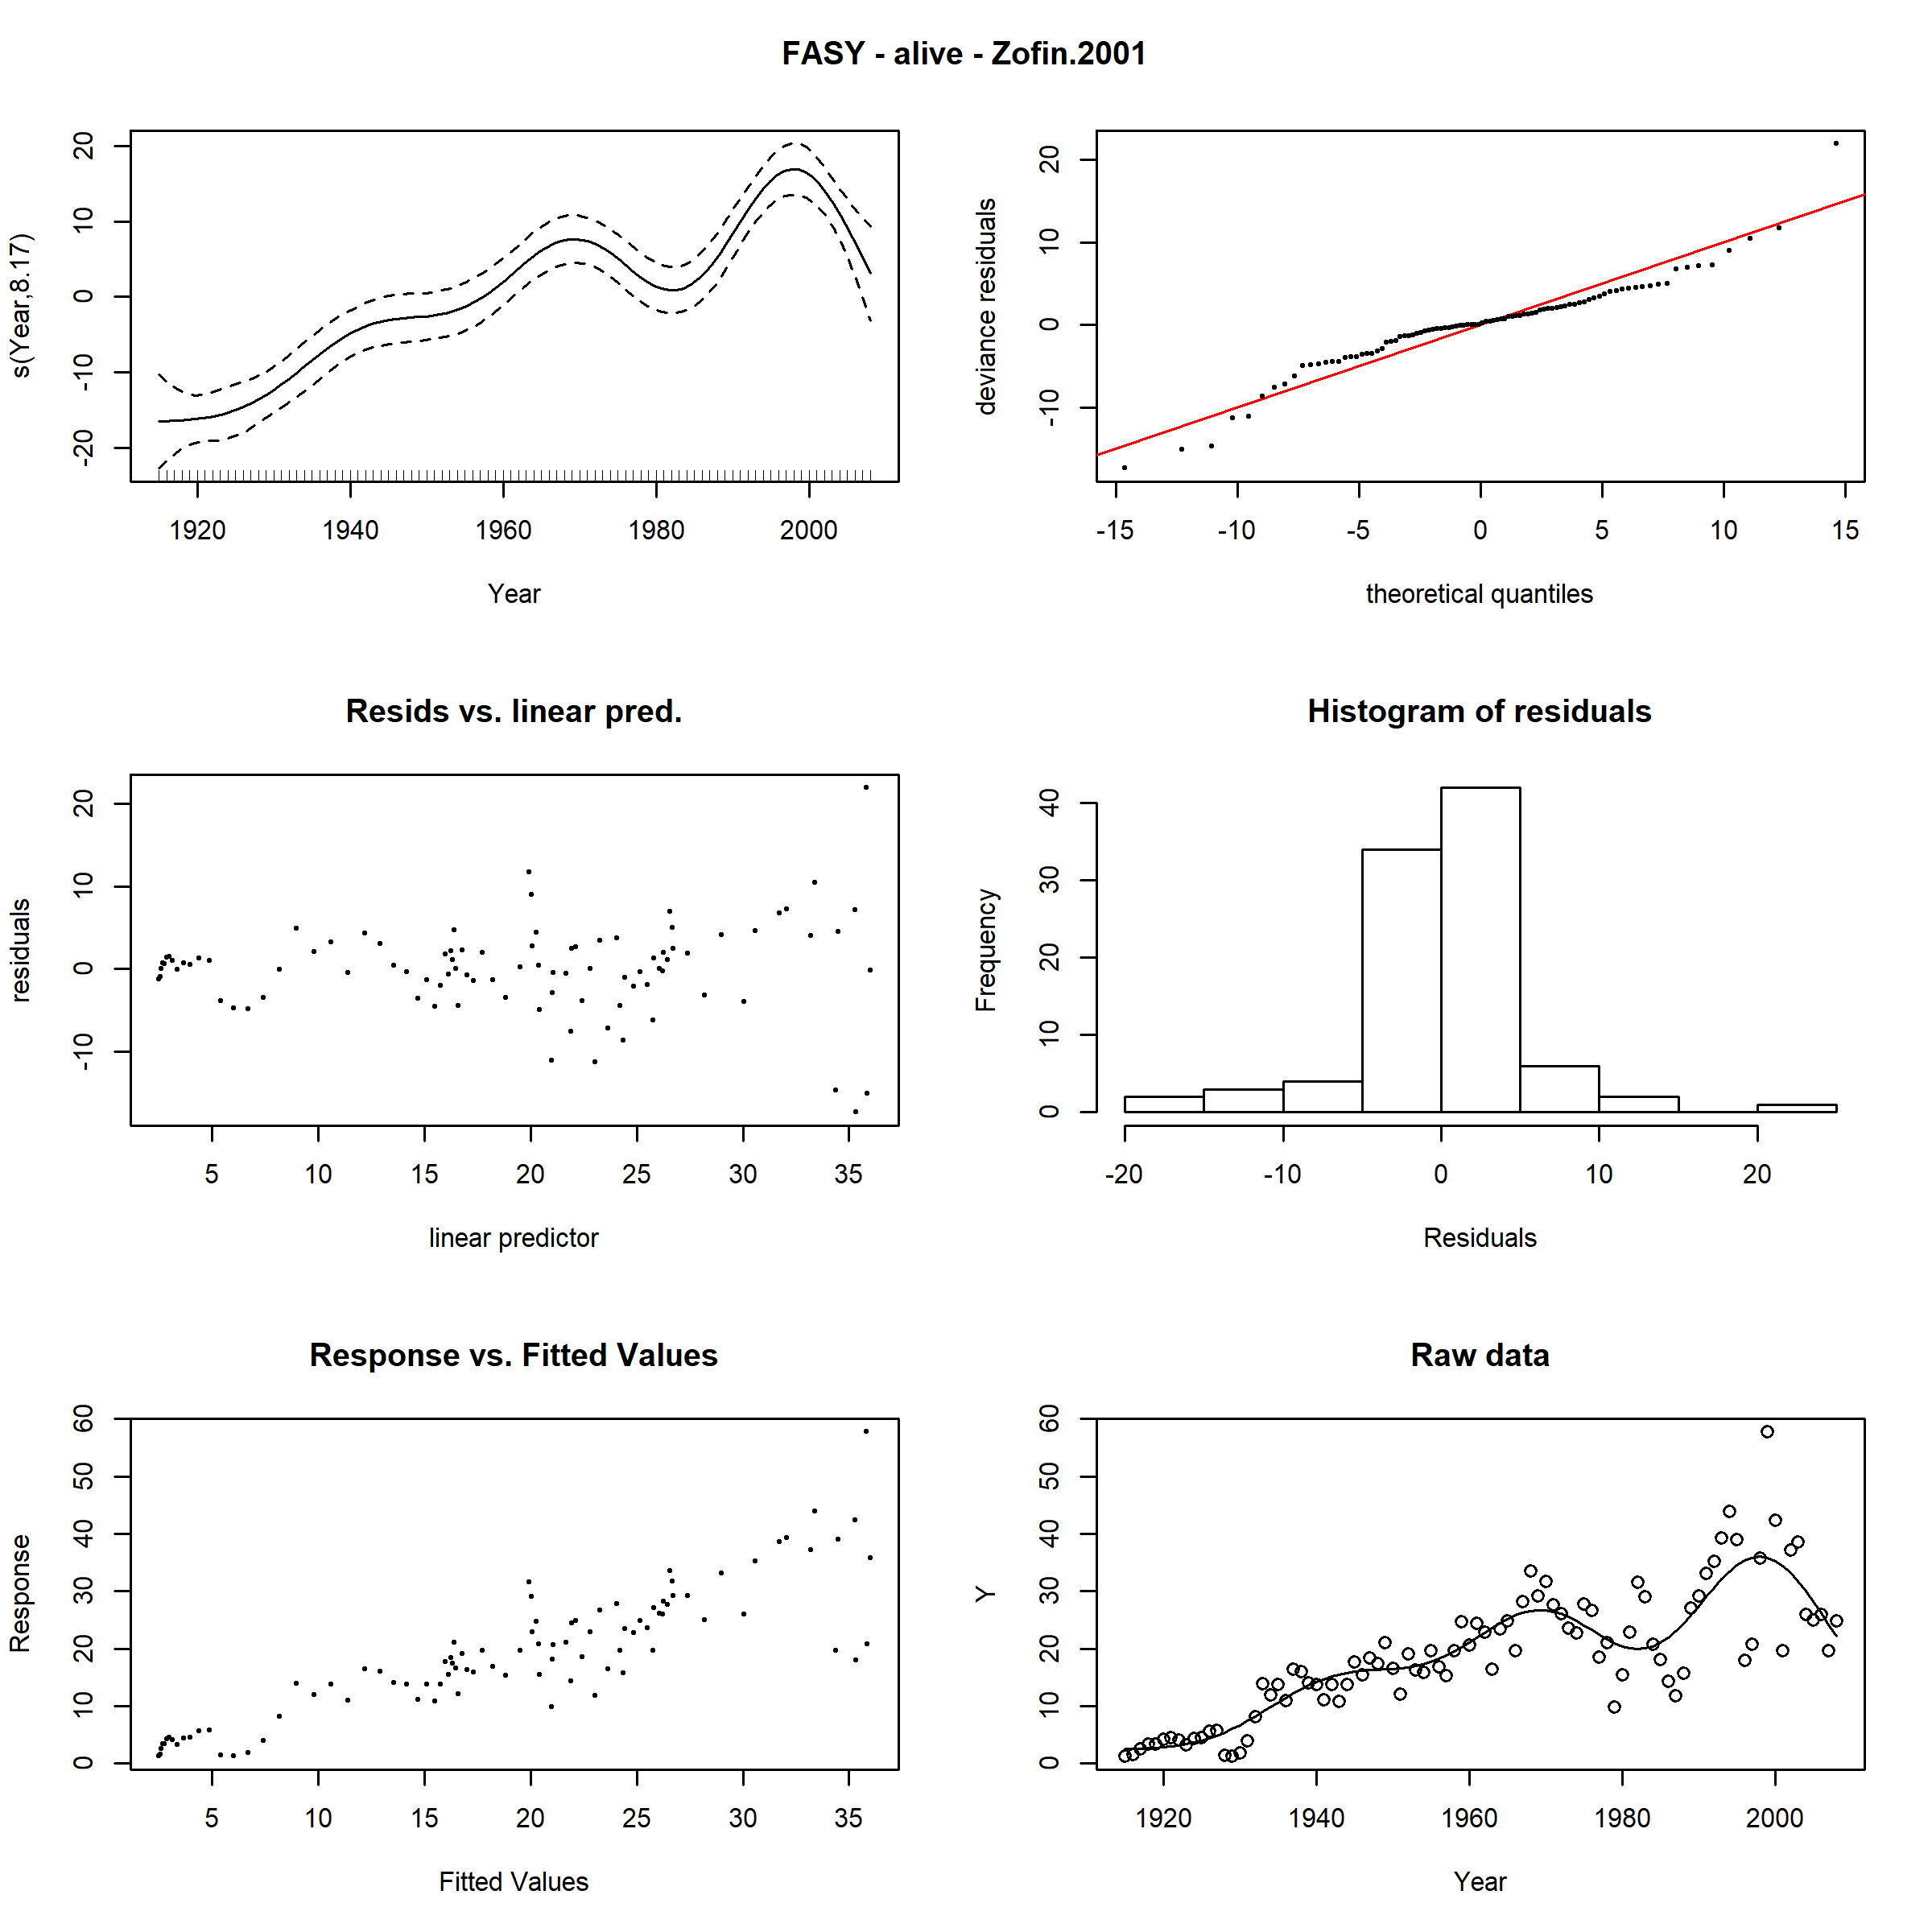 FASY - alive - Zofin.2001
s(Year,8.17)
20
10
0
-10
-20
1920 1940 1960 1980 2000
Year
deviance residuals
20
10
0
-10
-15 -10 -5 0 5 10 15
theoretical quantiles
Resids vs. linear pred.
residuals
20
10
0
-10
5 10 15 20 25 30 35
linear predictor
Histogram of residuals
Frequency
40
30
20
10
0
-20 -10 0 10 20
Residuals
Response vs. Fitted Values
Response
60
50
40
30
20
10
0
5 10 15 20 25 30 35
Fitted Values
Raw data
Y
60
50
40
30
20
10
0
1920 1940 1960 1980 2000
Year